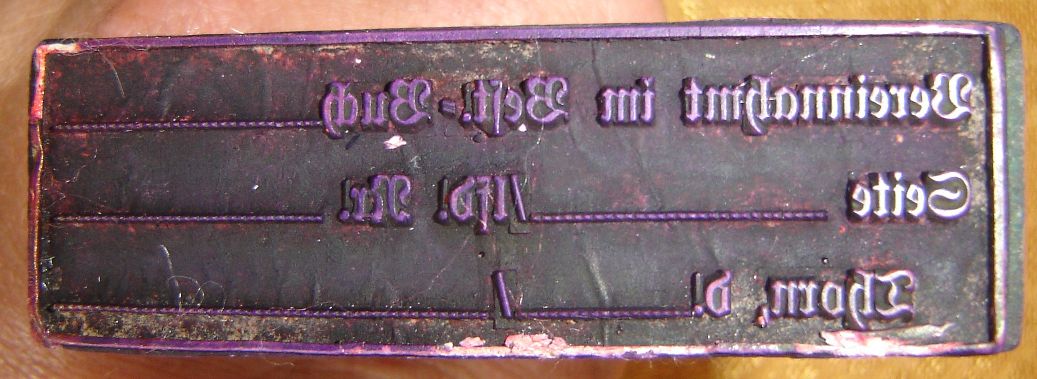 Vereinnahmt im Best.-Buch
Seite / lfd. Nr.
Thorn, d. /